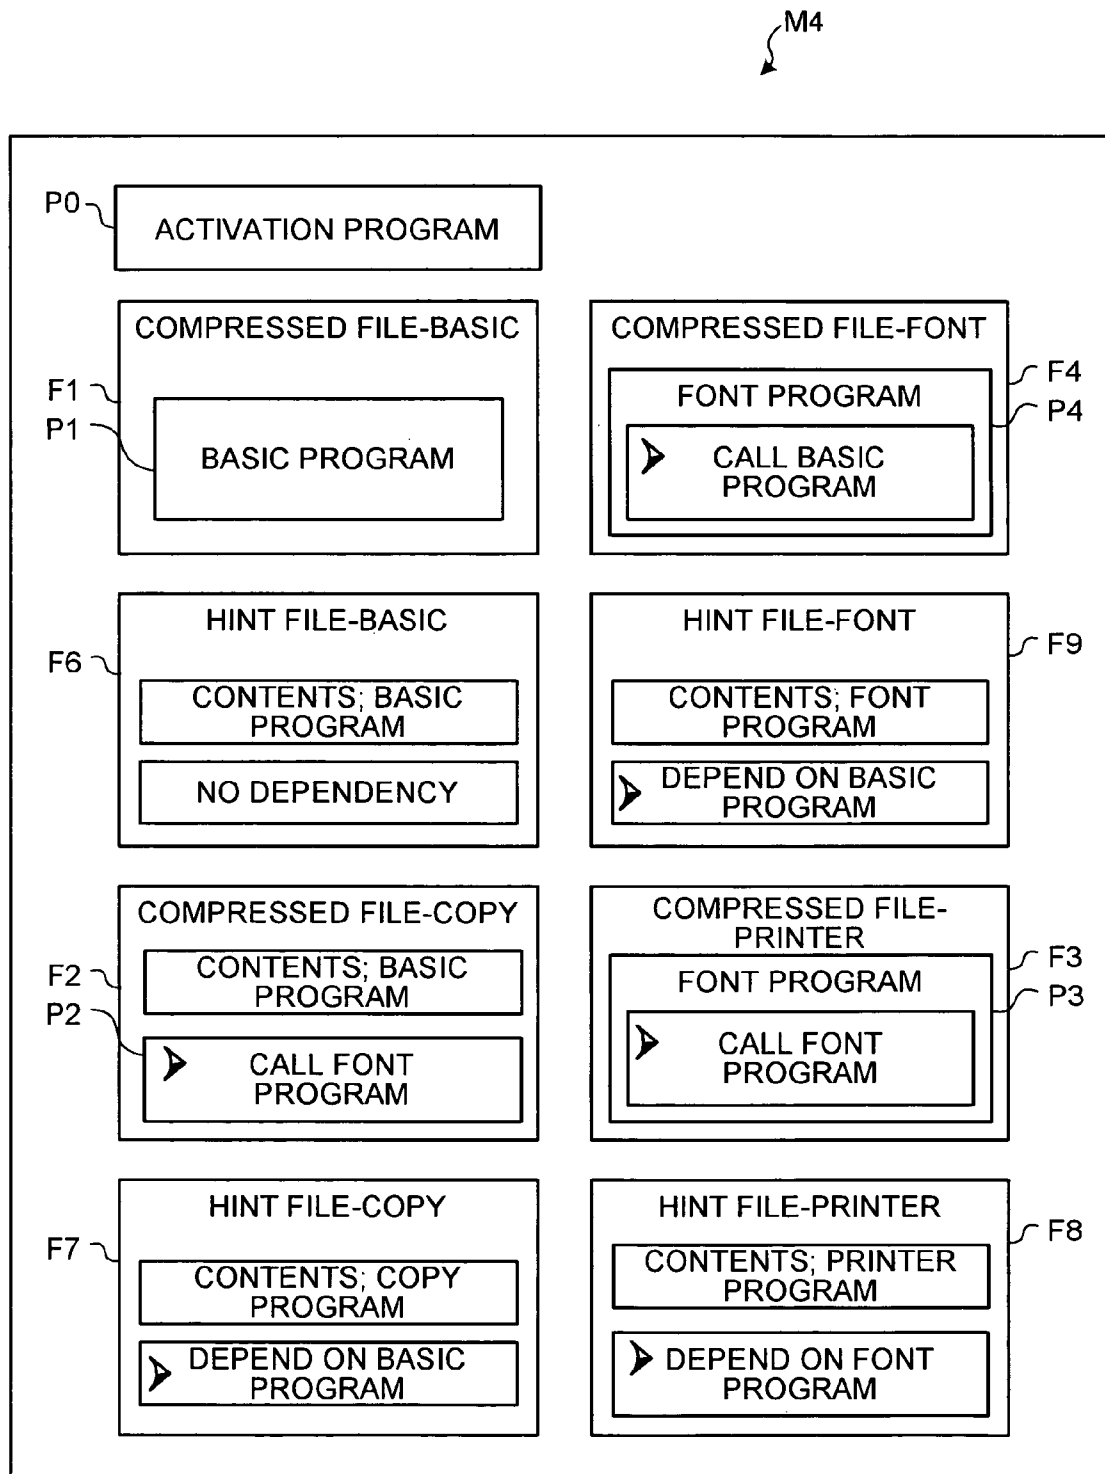 M4
P0
ACTIVATION PROGRAM
COMPRESSED FILE-BASIC
F1
P1
BASIC PROGRAM
COMPRESSED FILE-FONT
F4
FONT PROGRAM
P4
CALL BASIC
PROGRAM
HINT FILE-BASIC
F6
CONTENTS; BASIC
PROGRAM
NO DEPENDENCY
HINT FILE-FONT
F9
CONTENTS; FONT
PROGRAM
DEPEND ON BASIC
PROGRAM
COMPRESSED FILE-COPY
F2
CONTENTS; BASIC
PROGRAM
P2
CALL FONT
PROGRAM
COMPRESSED FILE-
PRINTER
F3
FONT PROGRAM
P3
CALL FONT
PROGRAM
HINT FILE-COPY
F7
CONTENTS; COPY
PROGRAM
DEPEND ON BASIC
PROGRAM
HINT FILE-PRINTER
F8
CONTENTS; PRINTER
PROGRAM
DEPEND ON FONT
PROGRAM